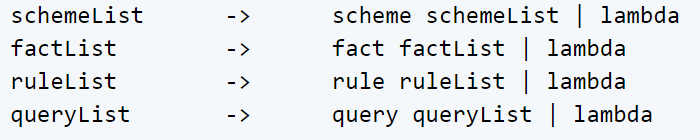 schemeList -> scheme schemeList | lambda
factList -> fact factList | lambda
ruleList -> rule ruleList | lambda
queryList -> query queryList | lambda